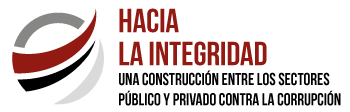 HACIA
LA INTEGRIDAD
UNA CONSTRUCCIÓN ENTRE LOS SECTORES
PÚBLICO Y PRIVADO CONTRA LA CORRUPCIÓN